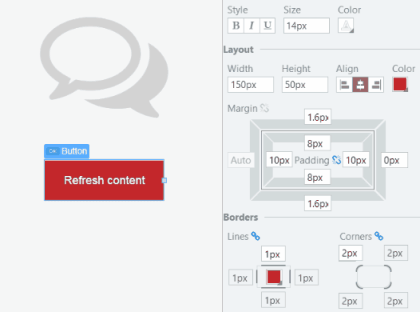 Style Size Color
B I U 14px A
Layout
Width Height Align Color
150px 50px
Margin
1.6px
8px
Auto 10px Padding 10px 0px
8px
1.6px
Button
Refresh content
Borders
Lines Corners
1px 2px 2px
1px 1px
1px 2px 2px